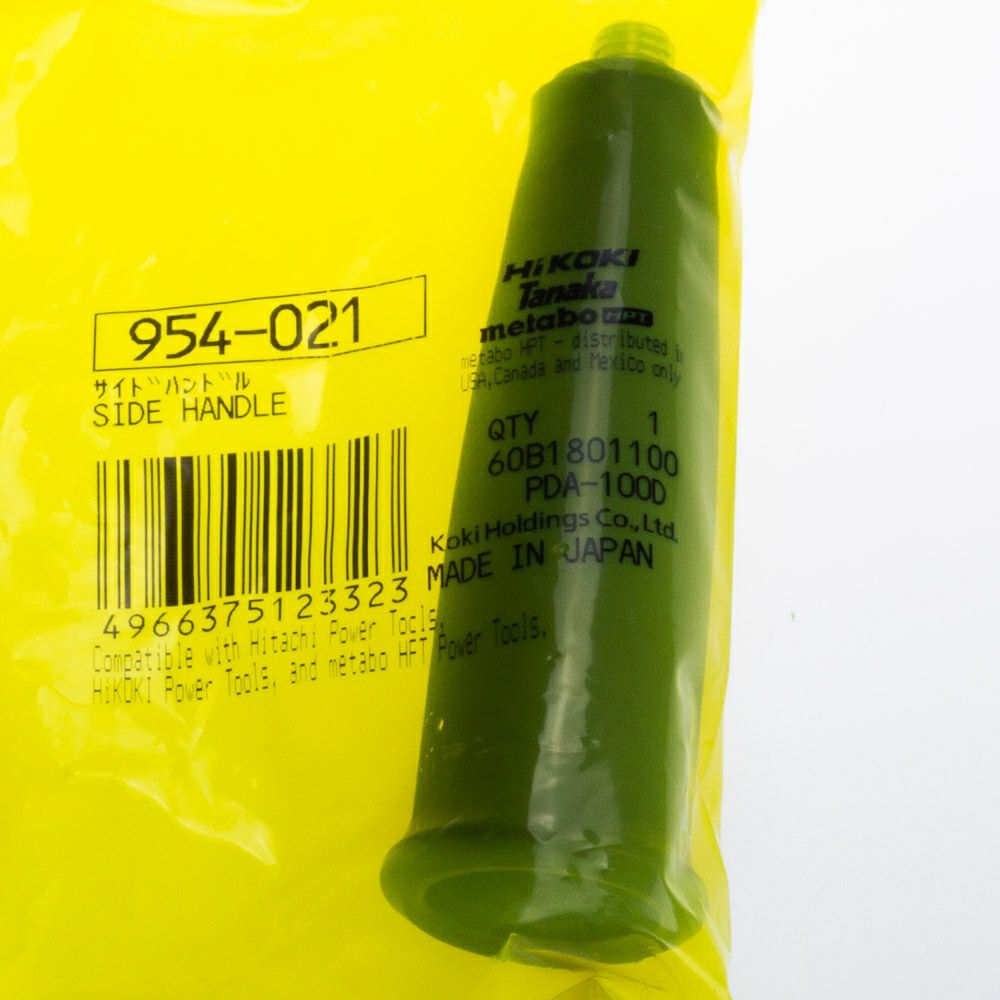 954-021
サイドハンドル
SIDE HANDLE
4966375123323
Compatible with Hitachi Power Tools,
HiKOKI Power Tools, and metabo HPT Power Tools.
HiKOKI
Tanaka
metabo HPT
metabo HPT - distributed in
USA, Canada and MexiCo only
QTY 1
60B1801100
PDA-100D
Koki Holdings Co., Ltd.
MADE IN JAPAN